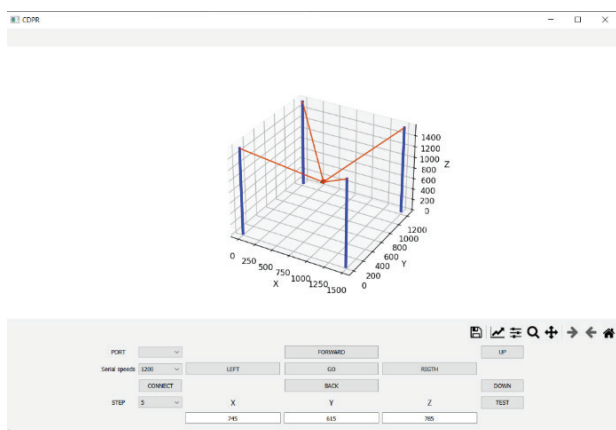 CDPR
1400
1200
1000
800
600
400
200
0
Z
1200
1000
800
600
400
200
0
Y
0 250 500 750 1000 1250 1500
X
PORT FORWARD UP
Serial speeds 1200 LEFT GO RIGTH
CONNECT BACK DOWN
STEP 5 X Y Z TEST
745 615 785